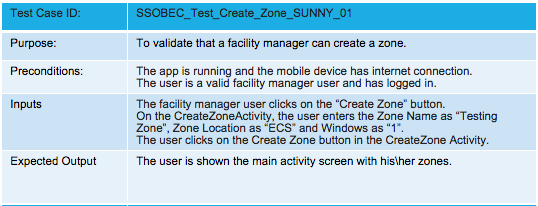 Test Case ID: SSOBEC_Test_Create_Zone_SUNNY_01
Purpose: To validate that a facility manager can create a zone.
Preconditions: The app is running and the mobile device has internet connection.
The user is a valid facility manager user and has logged in.
Inputs The facility manager user clicks on the “Create Zone” button.
On the CreateZoneActivity, the user enters the Zone Name as “Testing
Zone”, Zone Location as “ECS” and Windows as “1”.
The user clicks on the Create Zone button in the CreateZone Activity.
Expected Output The user is shown the main activity screen with his\her zones.